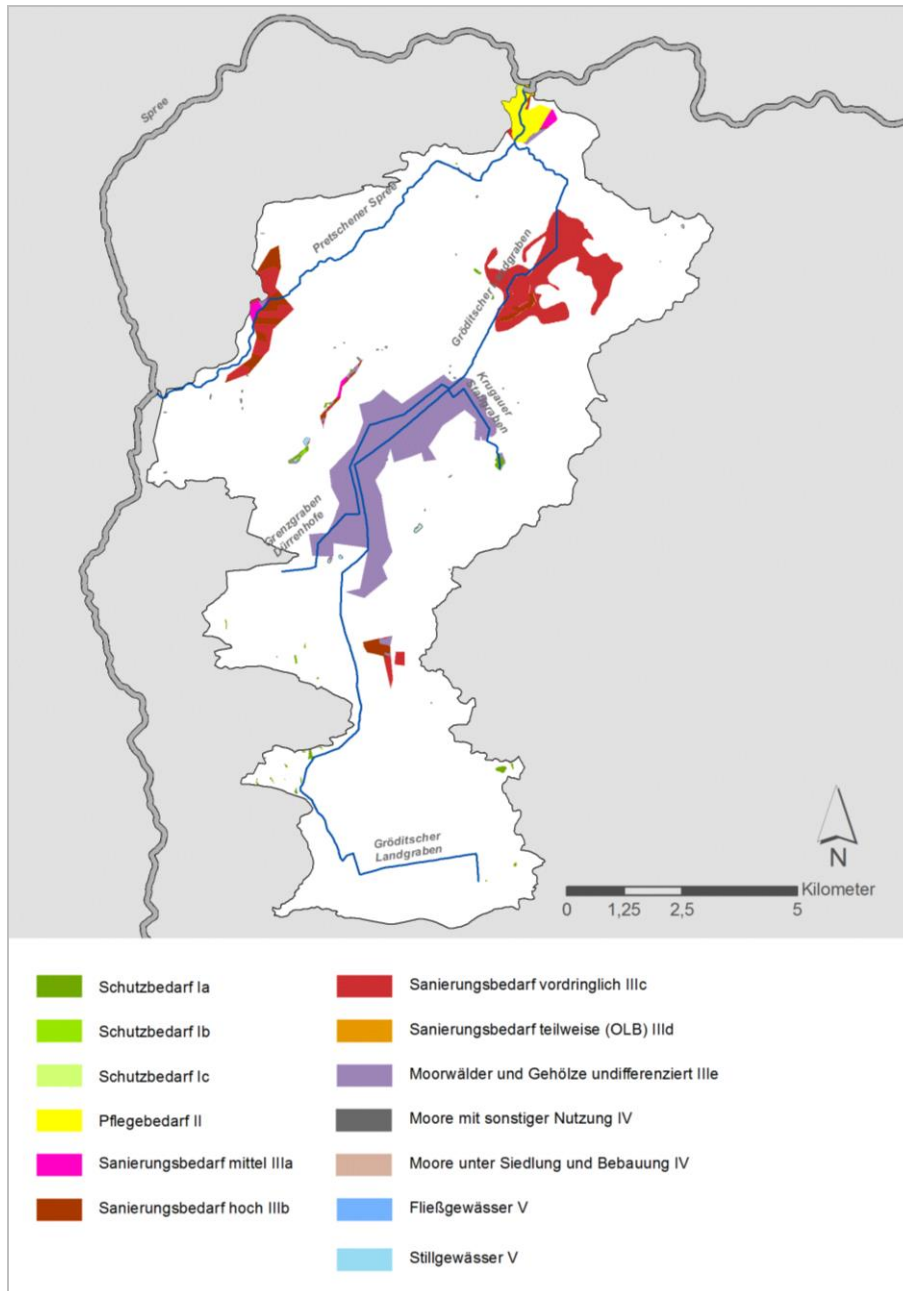 Spree
Pretschener Spree
Gröditscher Landgraben
Krugauer
Stallgraben
Grenzgraben
Dürrenhofe
Gröditscher
Landgraben
N
Kilometer
0 1,25 2,5 5
Schutzbedarf Ia
Schutzbedarf Ib
Schutzbedarf Ic
Pflegebedarf II
Sanierungsbedarf mittel IIIa
Sanierungsbedarf hoch IIIb
Sanierungsbedarf vordringlich IIIc
Sanierungsbedarf teilweise (OLB) IIId
Moorwälder und Gehölze undifferenziert IIIe
Moore mit sonstiger Nutzung IV
Moore unter Siedlung und Bebauung IV
Fließgewässer V
Stillgewässer V